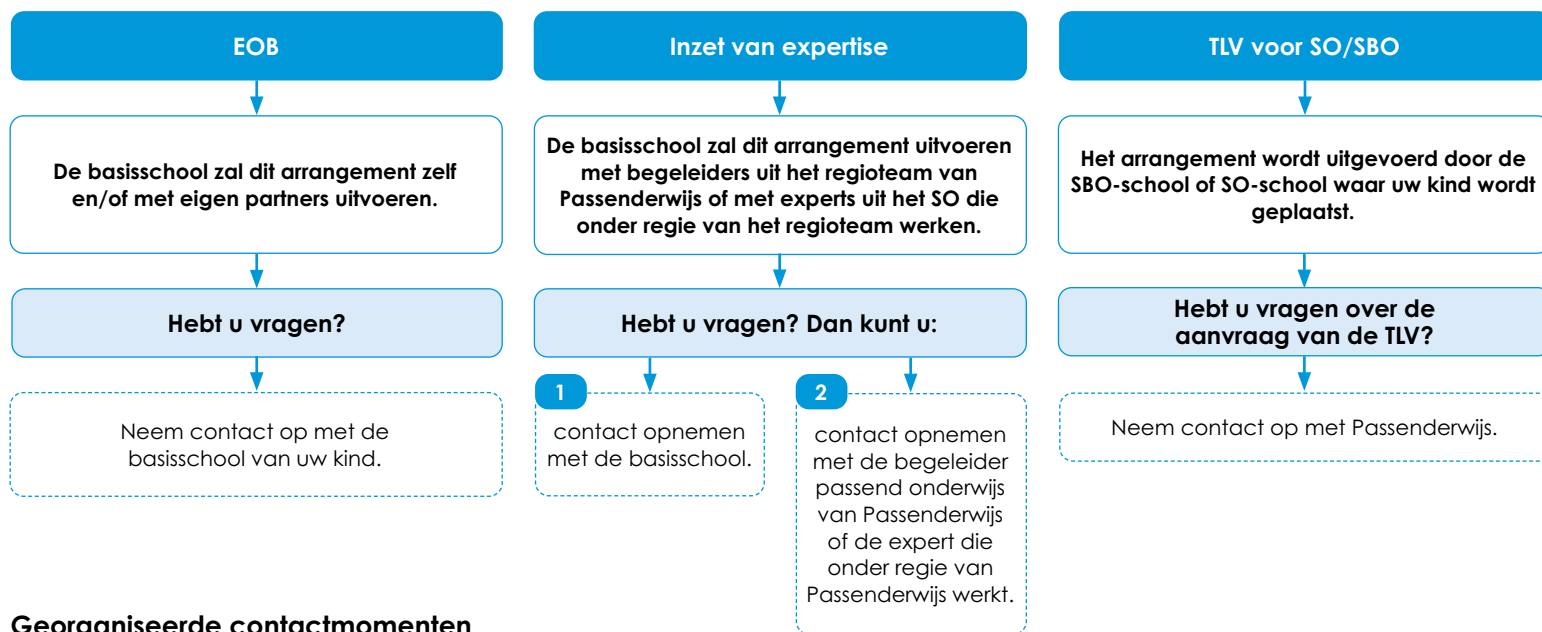 EOB
De basisschool zal dit arrangement zelf
en/of met eigen partners uitvoeren.
Hebt u vragen?
Neem contact op met de
basisschool van uw kind.
Inzet van expertise
De basisschool zal dit arrangement uitvoeren
met begeleiders uit het regioteam van
Passenderwijs of met experts uit het SO die
onder regie van het regioteam werken.
Hebt u vragen? Dan kunt u:
1
contact opnemen
met de basisschool.
2
contact opnemen
met de begeleider
passend onderwijs
van Passenderwijs
of de expert die
onder regie van
Passenderwijs werkt.
TLV voor SO/SBO
Het arrangement wordt uitgevoerd door de
SBO-school of SO-school waar uw kind wordt
geplaatst.
Hebt u vragen over de
aanvraag van de TLV?
Neem contact op met Passenderwijs.
Georganiseerde contactmomenten